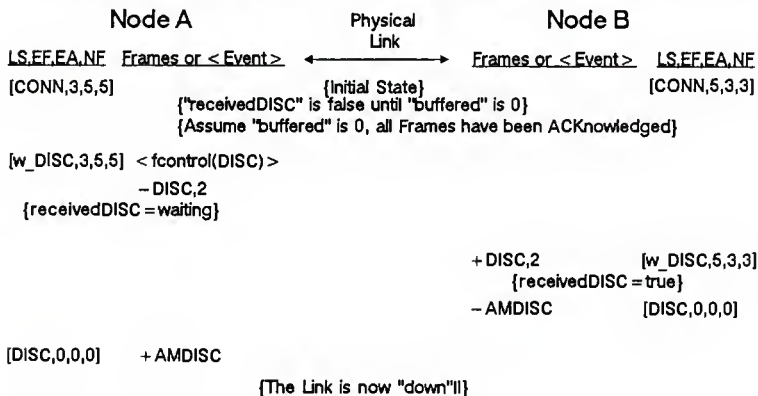 Node A Physical Link Node B
LS,EF,EA,NF Frames or < Event > Frames or < Event > LS,EF,EA,NF
[CONN,3,5,5] {Initial State} [CONN,5,3,3]
{"receivedDISC" is false until "buffered" is 0}
{Assume "buffered" is 0, all Frames have been ACKnowledged}
[w_DISC,3,5,5] < fcontrol(DISC) >
– DISC,2
{receivedDISC = waiting}
+ DISC,2 [w_DISC,5,3,3]
{receivedDISC = true}
– AMDISC [DISC,0,0,0]
[DISC,0,0,0] + AMDISC
{The Link is now "down"!!}